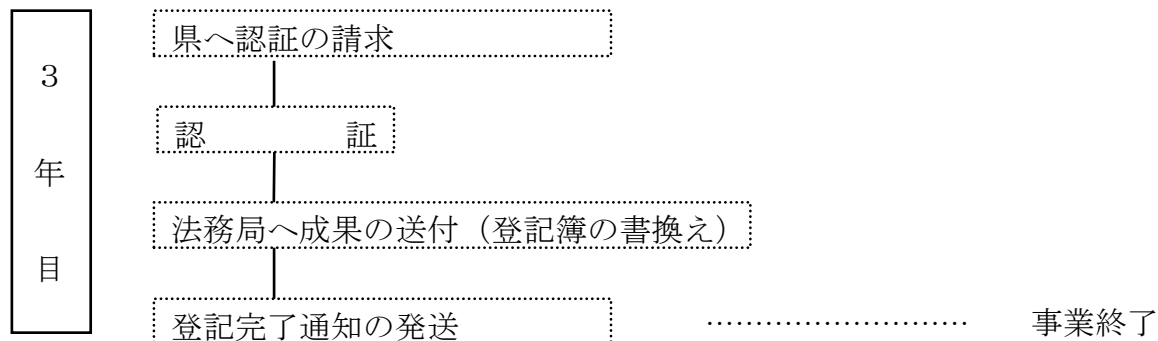 県へ認証の請求
3
認　　　　証
年
法務局へ成果の送付（登記簿の書換え）
目
登記完了通知の発送　………………………　事業終了